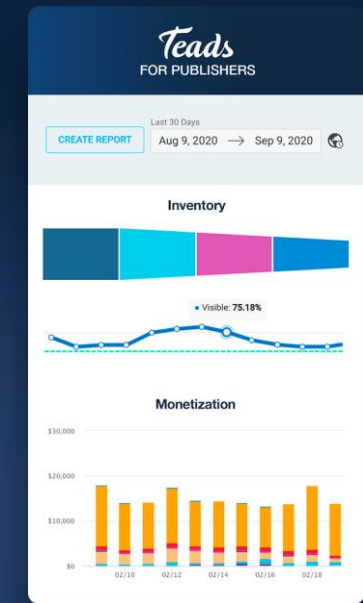 Teads
FOR PUBLISHERS
Last 30 Days
CREATE REPORT
Aug 9, 2020 → Sep 9, 2020
Inventory
• Visible: 75.18%
Monetization
$30,000
$20,000
$10,000
$0
02/10 02/12 02/14 02/16 02/18